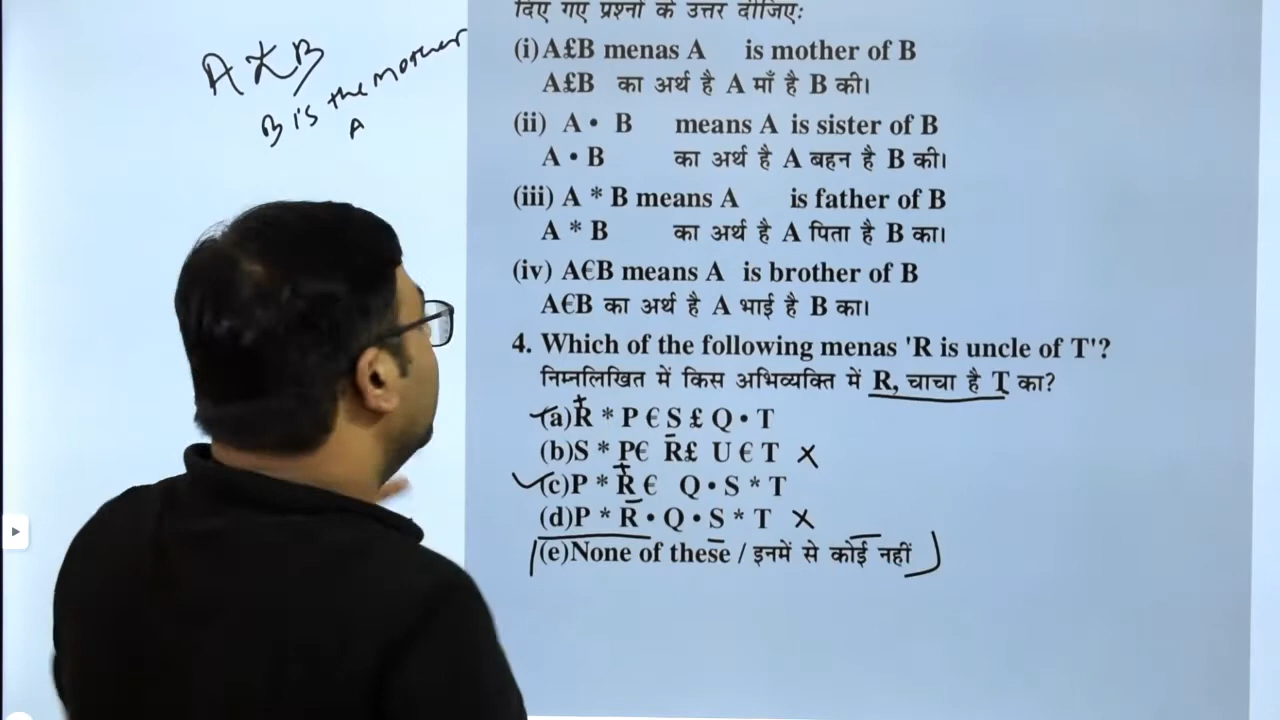 दिए गए प्रश्नों के उत्तर दीजिए:
A £ B
B is the mother
A
(i) A£B menas A is mother of B
A£B का अर्थ है A माँ है B की।
(ii) A • B means A is sister of B
A • B का अर्थ है A बहन है B की।
(iii) A * B means A is father of B
A * B का अर्थ है A पिता है B का।
(iv) A€B means A is brother of B
A€B का अर्थ है A भाई है B का।
4. Which of the following menas 'R is uncle of T'?
निम्नलिखित में किस अभिव्यक्ति में R, चाचा है T का?
(a)R * P € S £ Q • T
(b)S * P€ R£ U € T ×
(c)P * R € Q • S * T
(d)P * R • Q • S * T ×
(e)None of these / इनमें से कोई नहीं